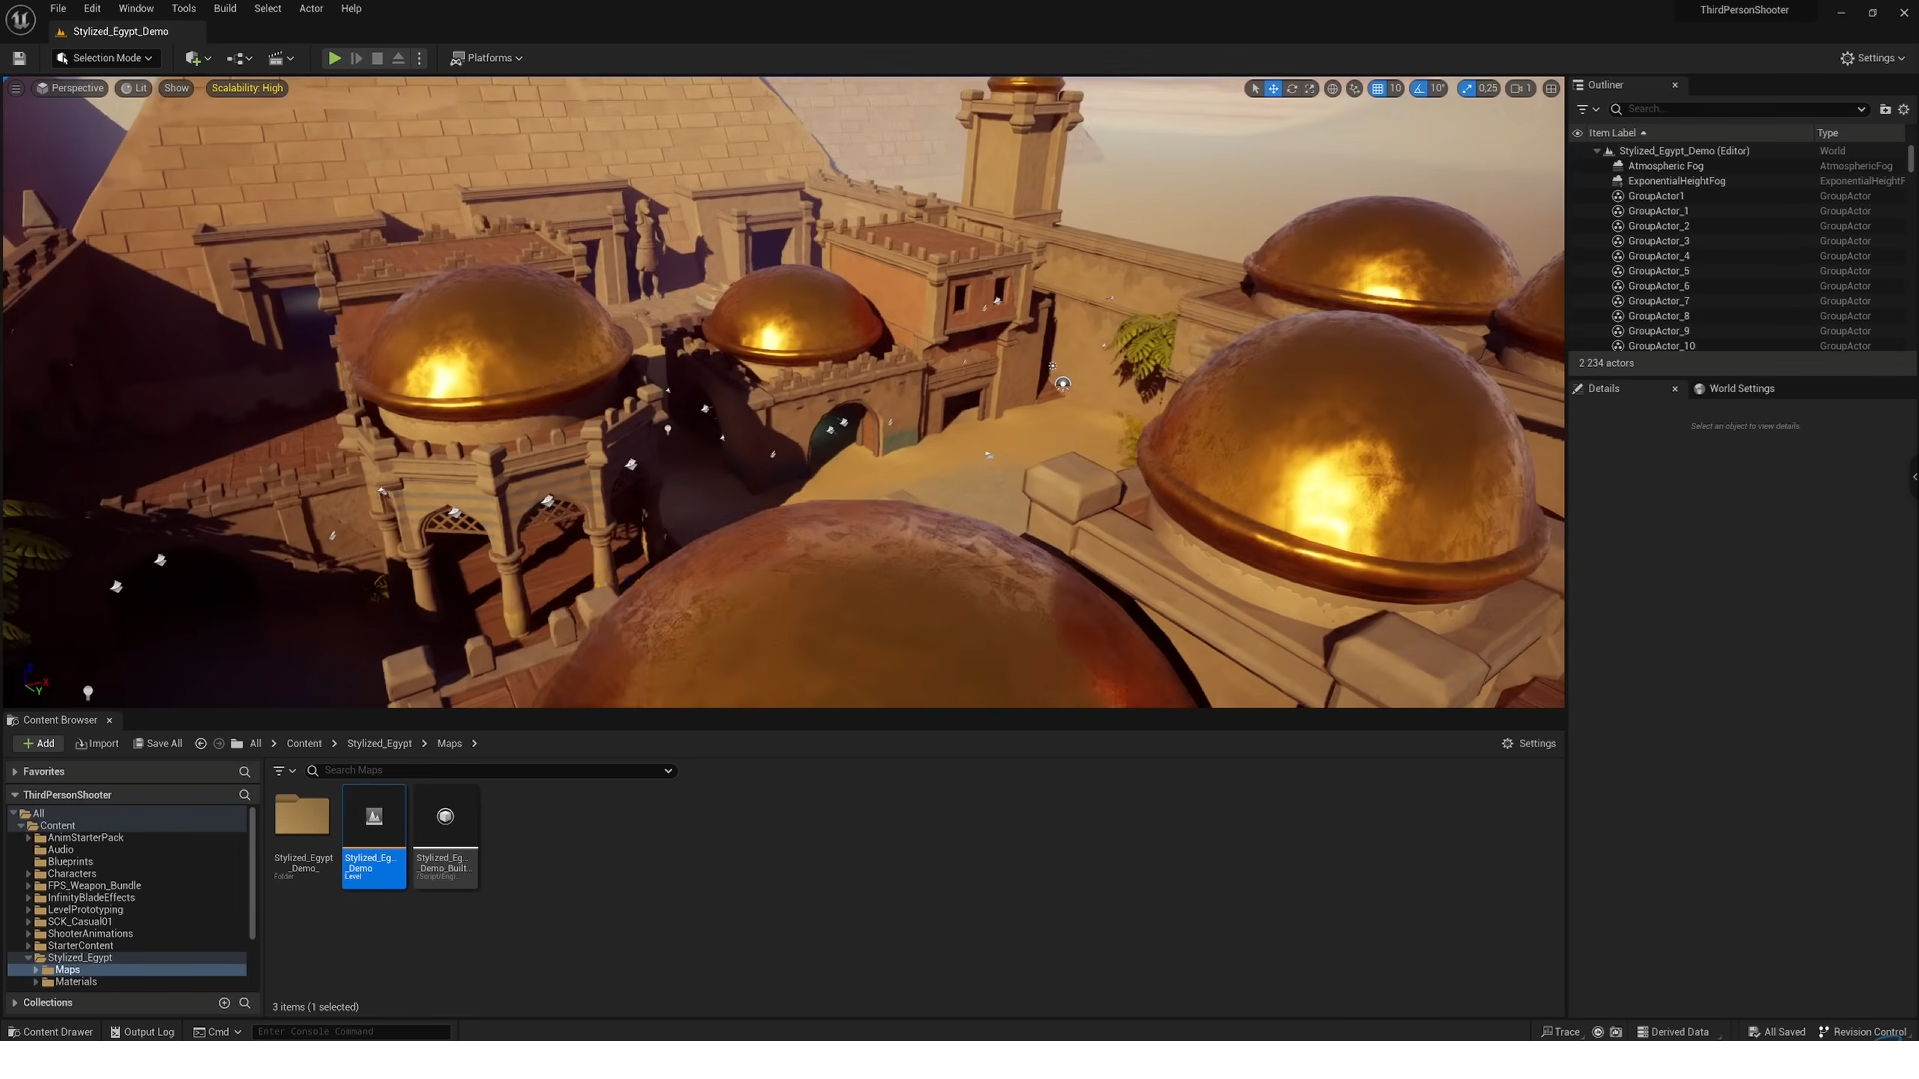 File Edit Window Tools Build Select Actor Help
ThirdPersonShooter
Stylized_Egypt_Demo
Selection Mode
Platforms
Settings
Perspective Lit Show Scalability: High
10 10° 0,25 1
Outliner
Search...
Item Label Type
Stylized_Egypt_Demo (Editor) World
Atmospheric Fog AtmosphericFog
ExponentialHeightFog ExponentialHeightF
GroupActor1 GroupActor
GroupActor_1 GroupActor
GroupActor_2 GroupActor
GroupActor_3 GroupActor
GroupActor_4 GroupActor
GroupActor_5 GroupActor
GroupActor_6 GroupActor
GroupActor_7 GroupActor
GroupActor_8 GroupActor
GroupActor_9 GroupActor
GroupActor_10 GroupActor
2 234 actors
Details World Settings
Select an object to view details.
X
Y
Content Browser
Add Import Save All All Content Stylized_Egypt Maps
Settings
Favorites
Search Maps
ThirdPersonShooter
All
Content
AnimStarterPack
Audio
Blueprints
Characters
FPS_Weapon_Bundle
InfinityBladeEffects
LevelPrototyping
SCK_Casual01
ShooterAnimations
StarterContent
Stylized_Egypt
Maps
Materials
Collections
Stylized_Egypt
_Demo_
Folder
Stylized_Eg...
_Demo
Level
Stylized_Eg...
_Demo_Built...
/Script/Engi...
3 items (1 selected)
Content Drawer Output Log Cmd Enter Console Command
Trace Derived Data All Saved Revision Control